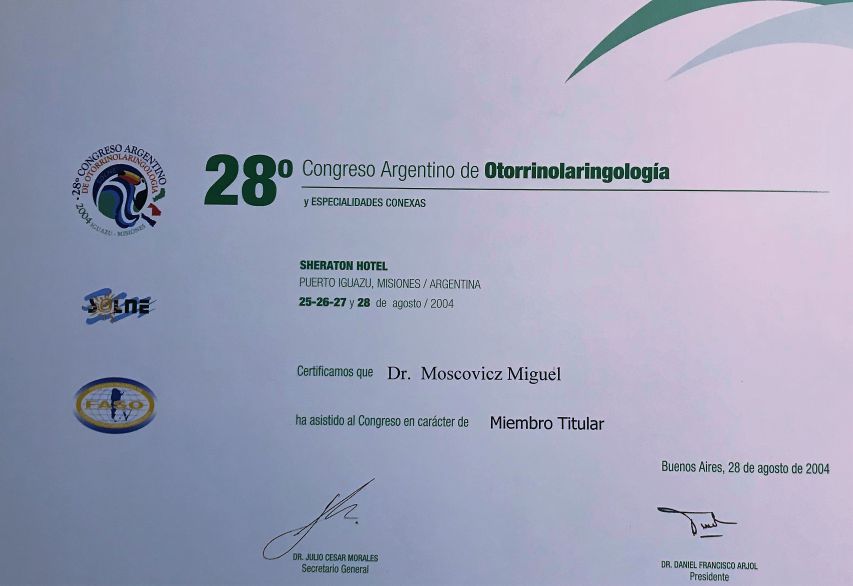 28º Congreso Argentino de Otorrinolaringología
y ESPECIALIDADES CONEXAS
28º CONGRESO ARGENTINO
DE OTORRINOLARINGOLOGIA
2004 IGUAZU - MISIONES
SHERATON HOTEL
PUERTO IGUAZU, MISIONES / ARGENTINA
25-26-27 y 28 de agosto / 2004
Certificamos que Dr. Moscovicz Miguel
FASO
ha asistido al Congreso en carácter de Miembro Titular
Buenos Aires, 28 de agosto de 2004
DR. JULIO CESAR MORALES
Secretario General
DR. DANIEL FRANCISCO ARJOL
Presidente